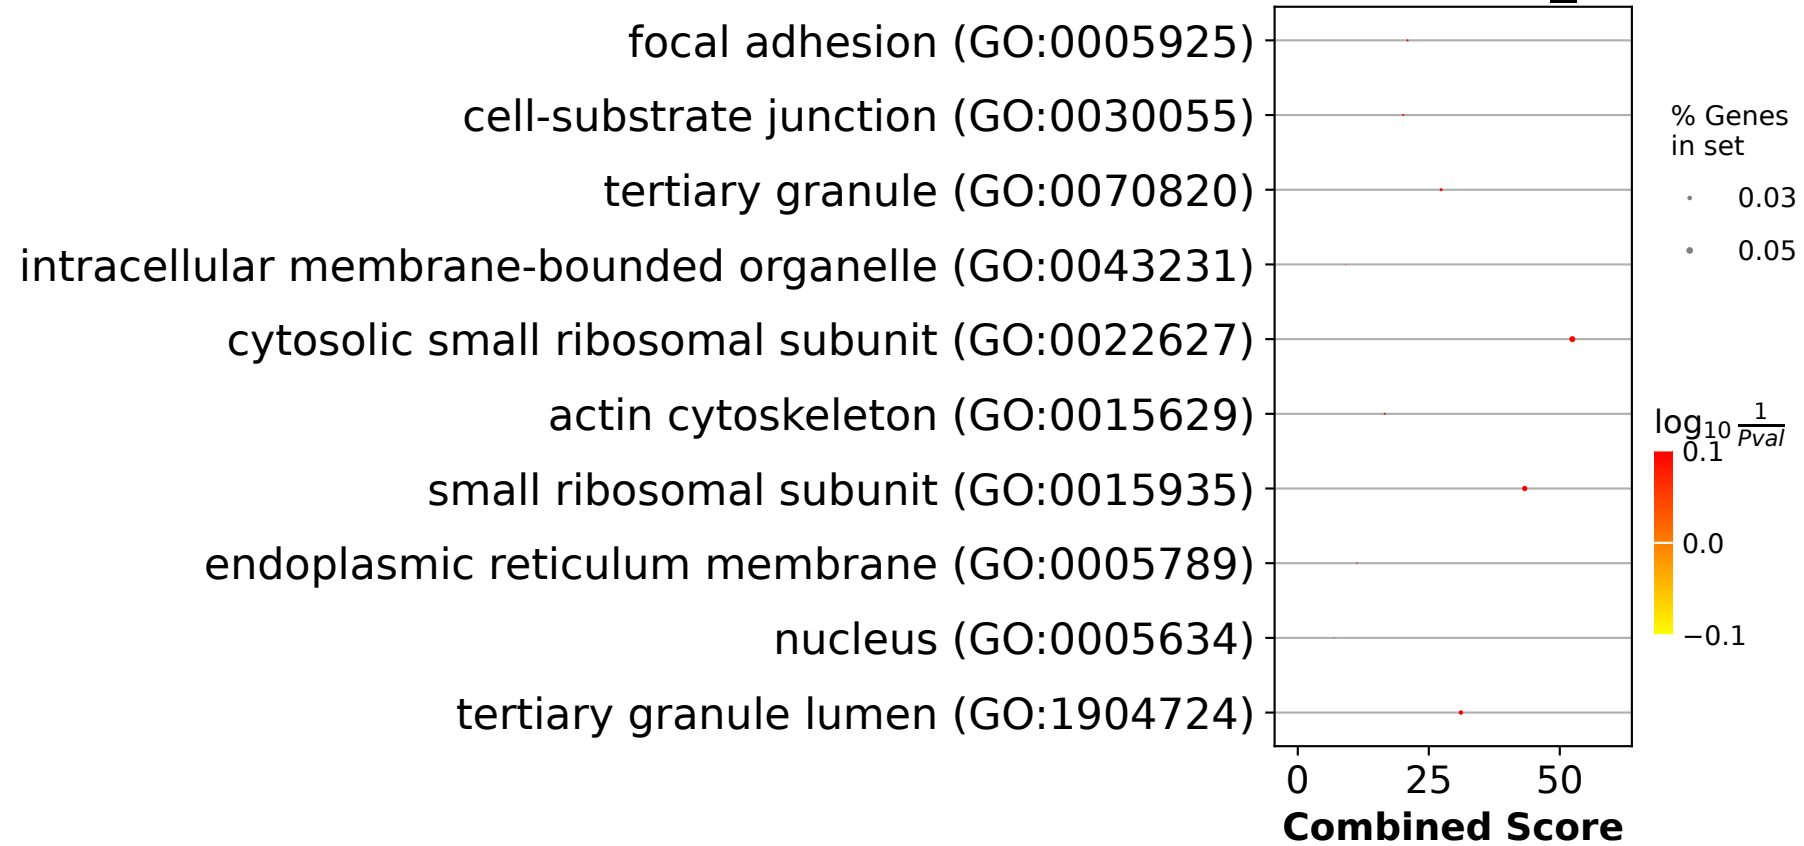 focal adhesion (GO:0005925)
cell-substrate junction (GO:0030055)
tertiary granule (GO:0070820)
intracellular membrane-bounded organelle (GO:0043231)
cytosolic small ribosomal subunit (GO:0022627)
actin cytoskeleton (GO:0015629)
small ribosomal subunit (GO:0015935)
endoplasmic reticulum membrane (GO:0005789)
nucleus (GO:0005634)
tertiary granule lumen (GO:1904724)
0 25 50
Combined Score
% Genes
in set
0.03
0.05
log10 1/Pval
0.1
0.0
−0.1